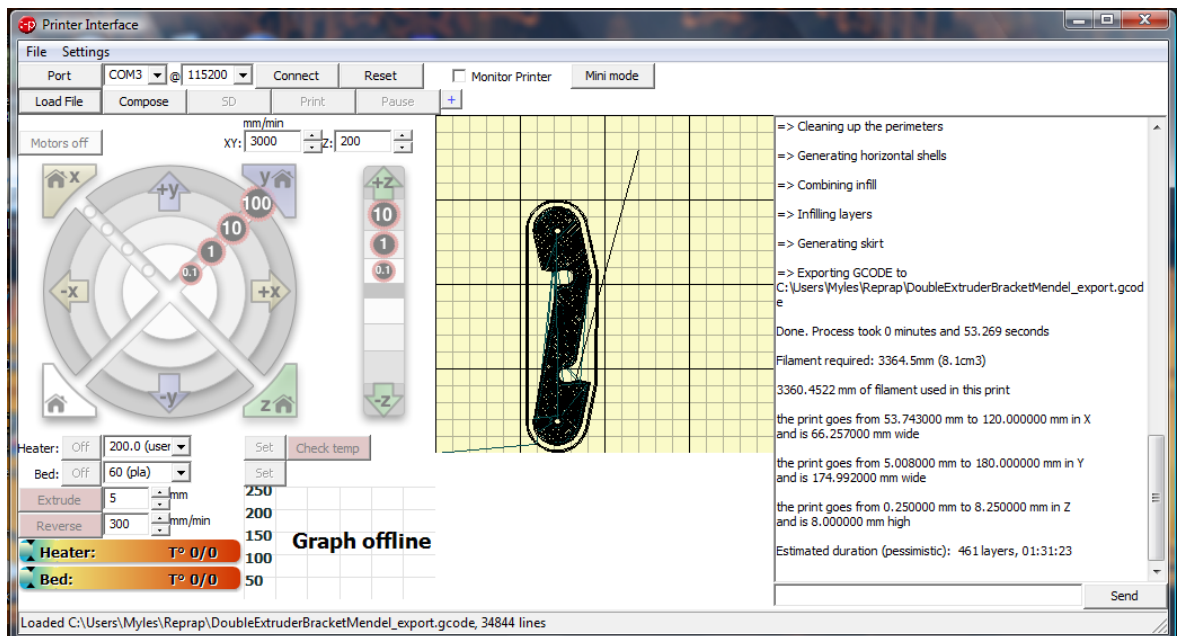 Printer Interface
File Settings
Port COM3 @ 115200 Connect Reset Monitor Printer Mini mode
Load File Compose SD Print Pause +
Motors off
mm/min
XY: 3000 Z: 200
x
+y
y
100
10
1
0.1
-x
+x
-y
z
+z
10
1
0.1
-z
Heater: Off 200.0 (user Set Check temp
Bed: Off 60 (pla) Set
Extrude 5 mm
Reverse 300 mm/min
Heater: T° 0/0
Bed: T° 0/0
250
200
150
100
50
Graph offline
=> Cleaning up the perimeters
=> Generating horizontal shells
=> Combining infill
=> Infilling layers
=> Generating skirt
=> Exporting GCODE to
C:\Users\Myles\Reprap\DoubleExtruderBracketMendel_export.gcod
e
Done. Process took 0 minutes and 53.269 seconds
Filament required: 3364.5mm (8.1cm3)
3360.4522 mm of filament used in this print
the print goes from 53.743000 mm to 120.000000 mm in X
and is 66.257000 mm wide
the print goes from 5.008000 mm to 180.000000 mm in Y
and is 174.992000 mm wide
the print goes from 0.250000 mm to 8.250000 mm in Z
and is 8.000000 mm high
Estimated duration (pessimistic): 461 layers, 01:31:23
Send
Loaded C:\Users\Myles\Reprap\DoubleExtruderBracketMendel_export.gcode, 34844 lines